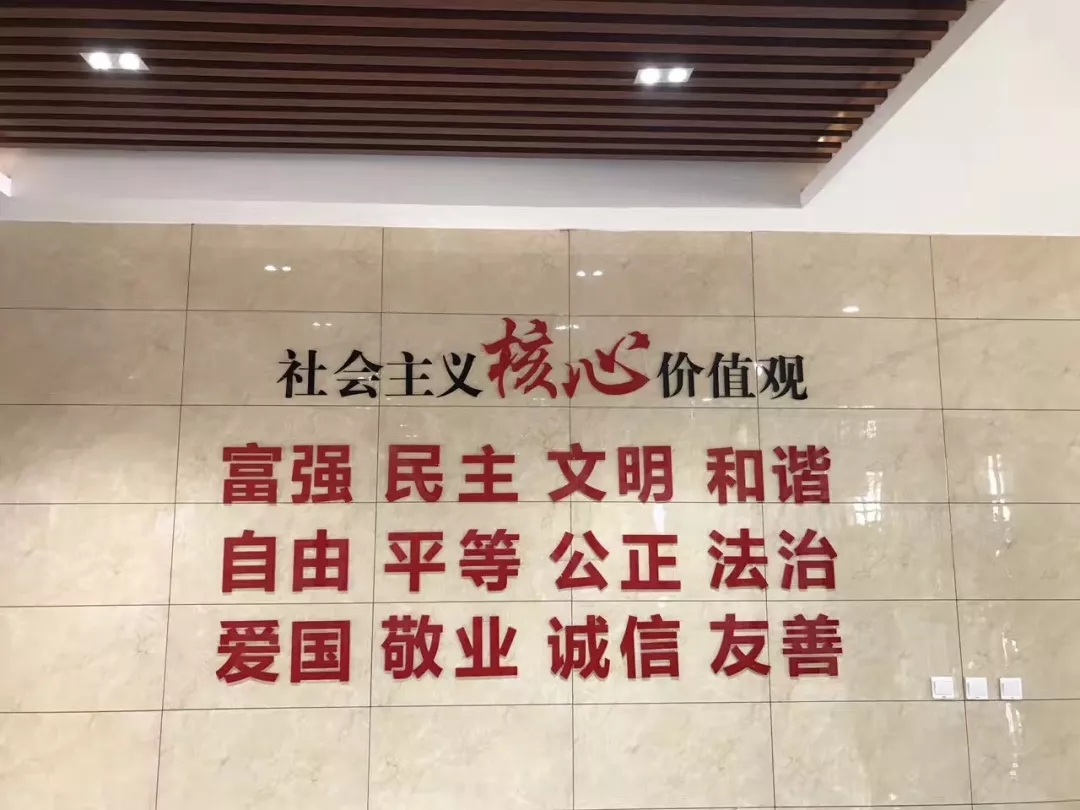 社会主义核心价值观
富强 民主 文明 和谐
自由 平等 公正 法治
爱国 敬业 诚信 友善